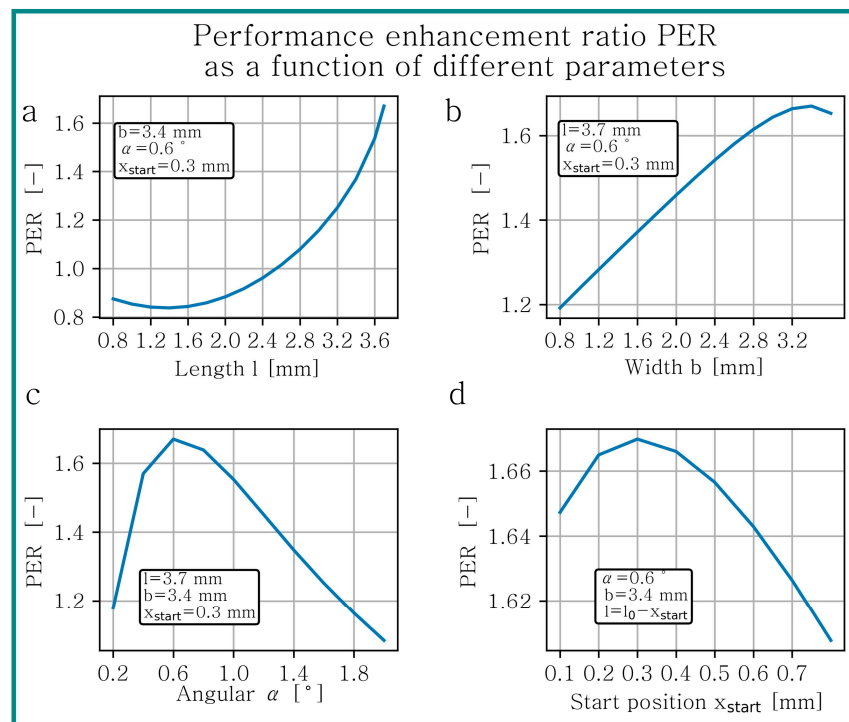 Performance enhancement ratio PER
as a function of different parameters
a
PER [−]
1.6
1.4
1.2
1.0
0.8
b=3.4 mm
α=0.6 °
xstart=0.3 mm
0.8 1.2 1.6 2.0 2.4 2.8 3.2 3.6
Length l [mm]
b
PER [−]
1.6
1.4
1.2
l=3.7 mm
α=0.6 °
xstart=0.3 mm
0.8 1.2 1.6 2.0 2.4 2.8 3.2
Width b [mm]
c
PER [−]
1.6
1.4
1.2
l=3.7 mm
b=3.4 mm
xstart=0.3 mm
0.2 0.6 1.0 1.4 1.8
Angular α [°]
d
PER [−]
1.66
1.64
1.62
α=0.6 °
b=3.4 mm
l=l0−xstart
0.1 0.2 0.3 0.4 0.5 0.6 0.7
Start position xstart [mm]